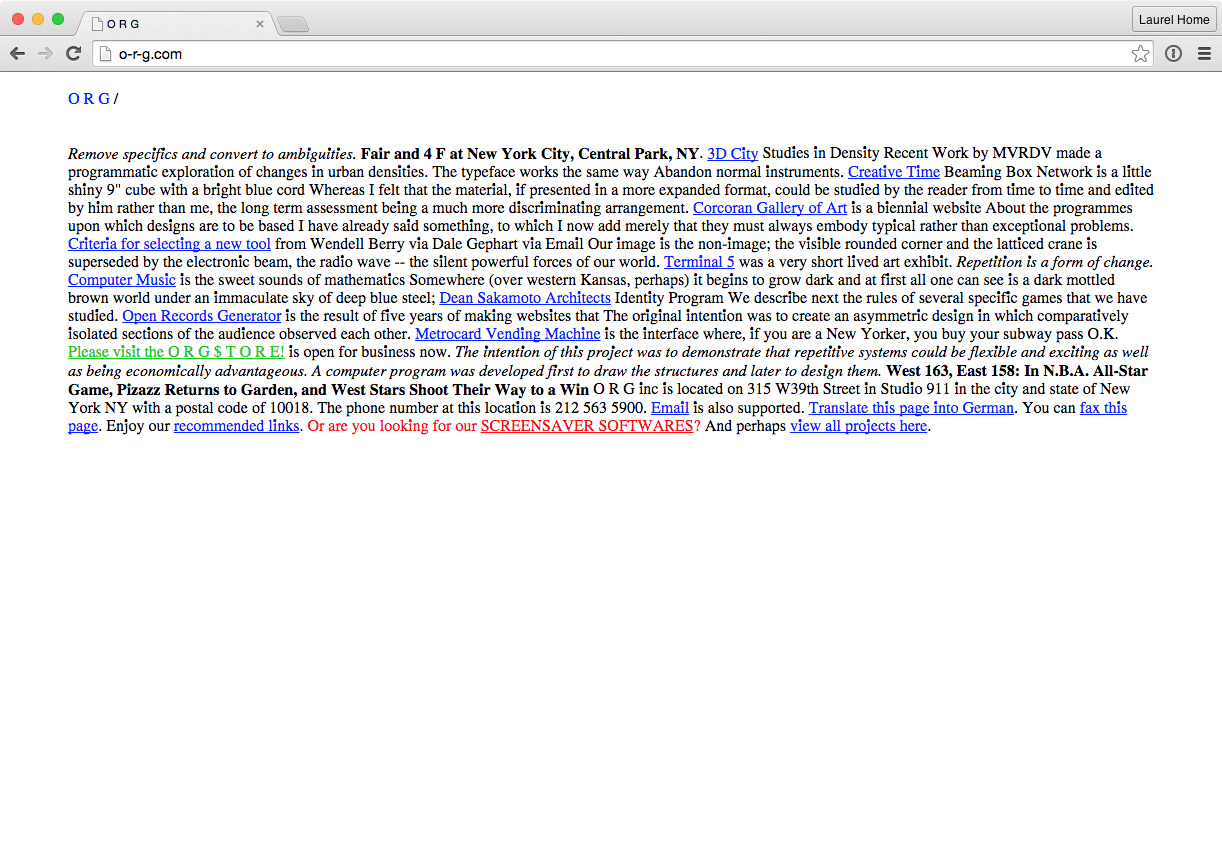 O R G
Laurel Home
o-r-g.com
O R G /
Remove specifics and convert to ambiguities. Fair and 4 F at New York City, Central Park, NY. 3D City Studies in Density Recent Work by MVRDV made a
programmatic exploration of changes in urban densities. The typeface works the same way Abandon normal instruments. Creative Time Beaming Box Network is a little
shiny 9" cube with a bright blue cord Whereas I felt that the material, if presented in a more expanded format, could be studied by the reader from time to time and edited
by him rather than me, the long term assessment being a much more discriminating arrangement. Corcoran Gallery of Art is a biennial website About the programmes
upon which designs are to be based I have already said something, to which I now add merely that they must always embody typical rather than exceptional problems.
Criteria for selecting a new tool from Wendell Berry via Dale Gephart via Email Our image is the non-image; the visible rounded corner and the latticed crane is
superseded by the electronic beam, the radio wave -- the silent powerful forces of our world. Terminal 5 was a very short lived art exhibit. Repetition is a form of change.
Computer Music is the sweet sounds of mathematics Somewhere (over western Kansas, perhaps) it begins to grow dark and at first all one can see is a dark mottled
brown world under an immaculate sky of deep blue steel; Dean Sakamoto Architects Identity Program We describe next the rules of several specific games that we have
studied. Open Records Generator is the result of five years of making websites that The original intention was to create an asymmetric design in which comparatively
isolated sections of the audience observed each other. Metrocard Vending Machine is the interface where, if you are a New Yorker, you buy your subway pass O.K.
Please visit the O R G $ T O R E! is open for business now. The intention of this project was to demonstrate that repetitive systems could be flexible and exciting as well
as being economically advantageous. A computer program was developed first to draw the structures and later to design them. West 163, East 158: In N.B.A. All-Star
Game, Pizazz Returns to Garden, and West Stars Shoot Their Way to a Win O R G inc is located on 315 W39th Street in Studio 911 in the city and state of New
York NY with a postal code of 10018. The phone number at this location is 212 563 5900. Email is also supported. Translate this page into German. You can fax this
page. Enjoy our recommended links. Or are you looking for our SCREENSAVER SOFTWARES? And perhaps view all projects here.